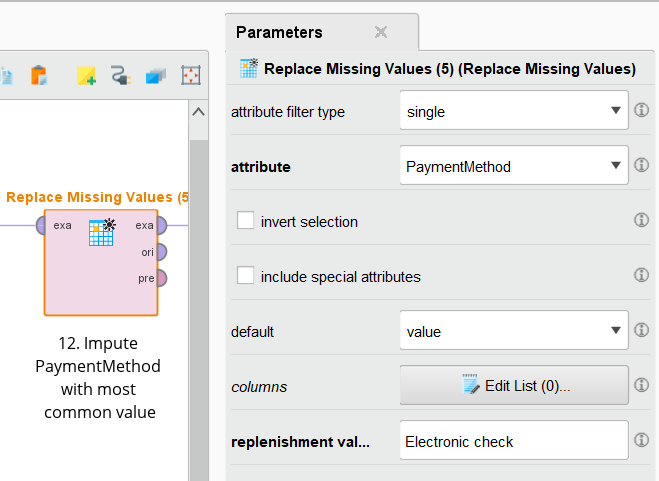 Parameters
Replace Missing Values (5) (Replace Missing Values)
attribute filter type
single
attribute
PaymentMethod
invert selection
include special attributes
default
value
columns
Edit List (0)...
replenishment val...
Electronic check
Replace Missing Values (5
exa
exa
ori
pre
12. Impute
PaymentMethod
with most
common value